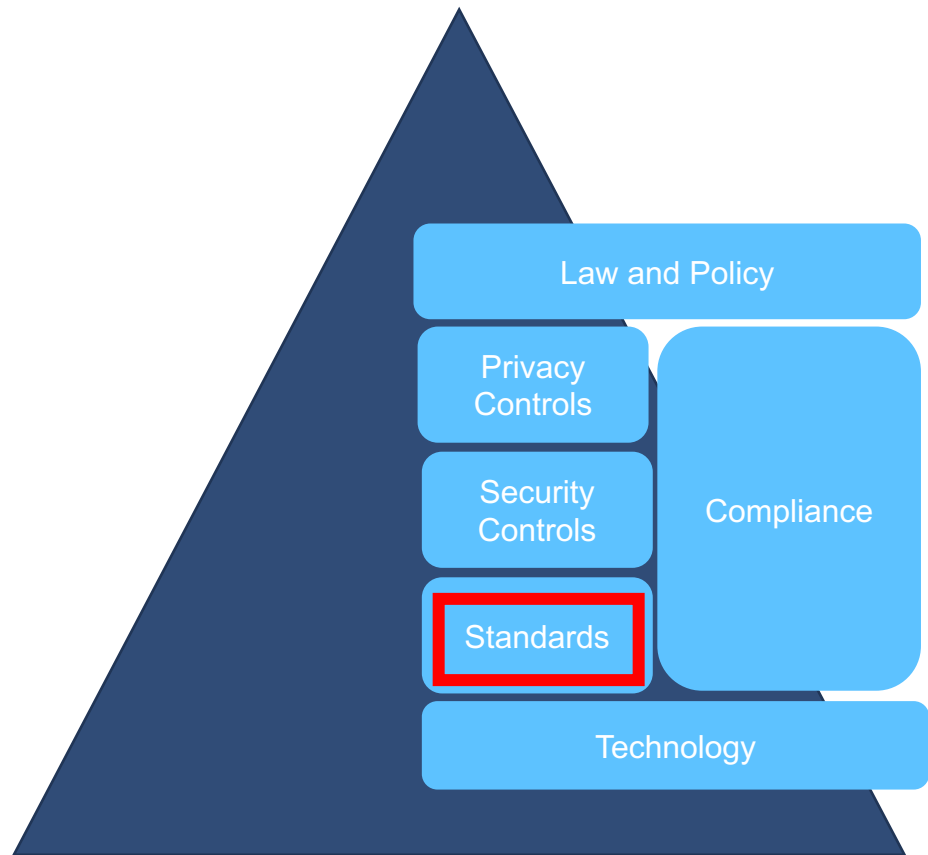 Law and Policy
Privacy
Controls
Security
Controls
Compliance
Standards
Technology